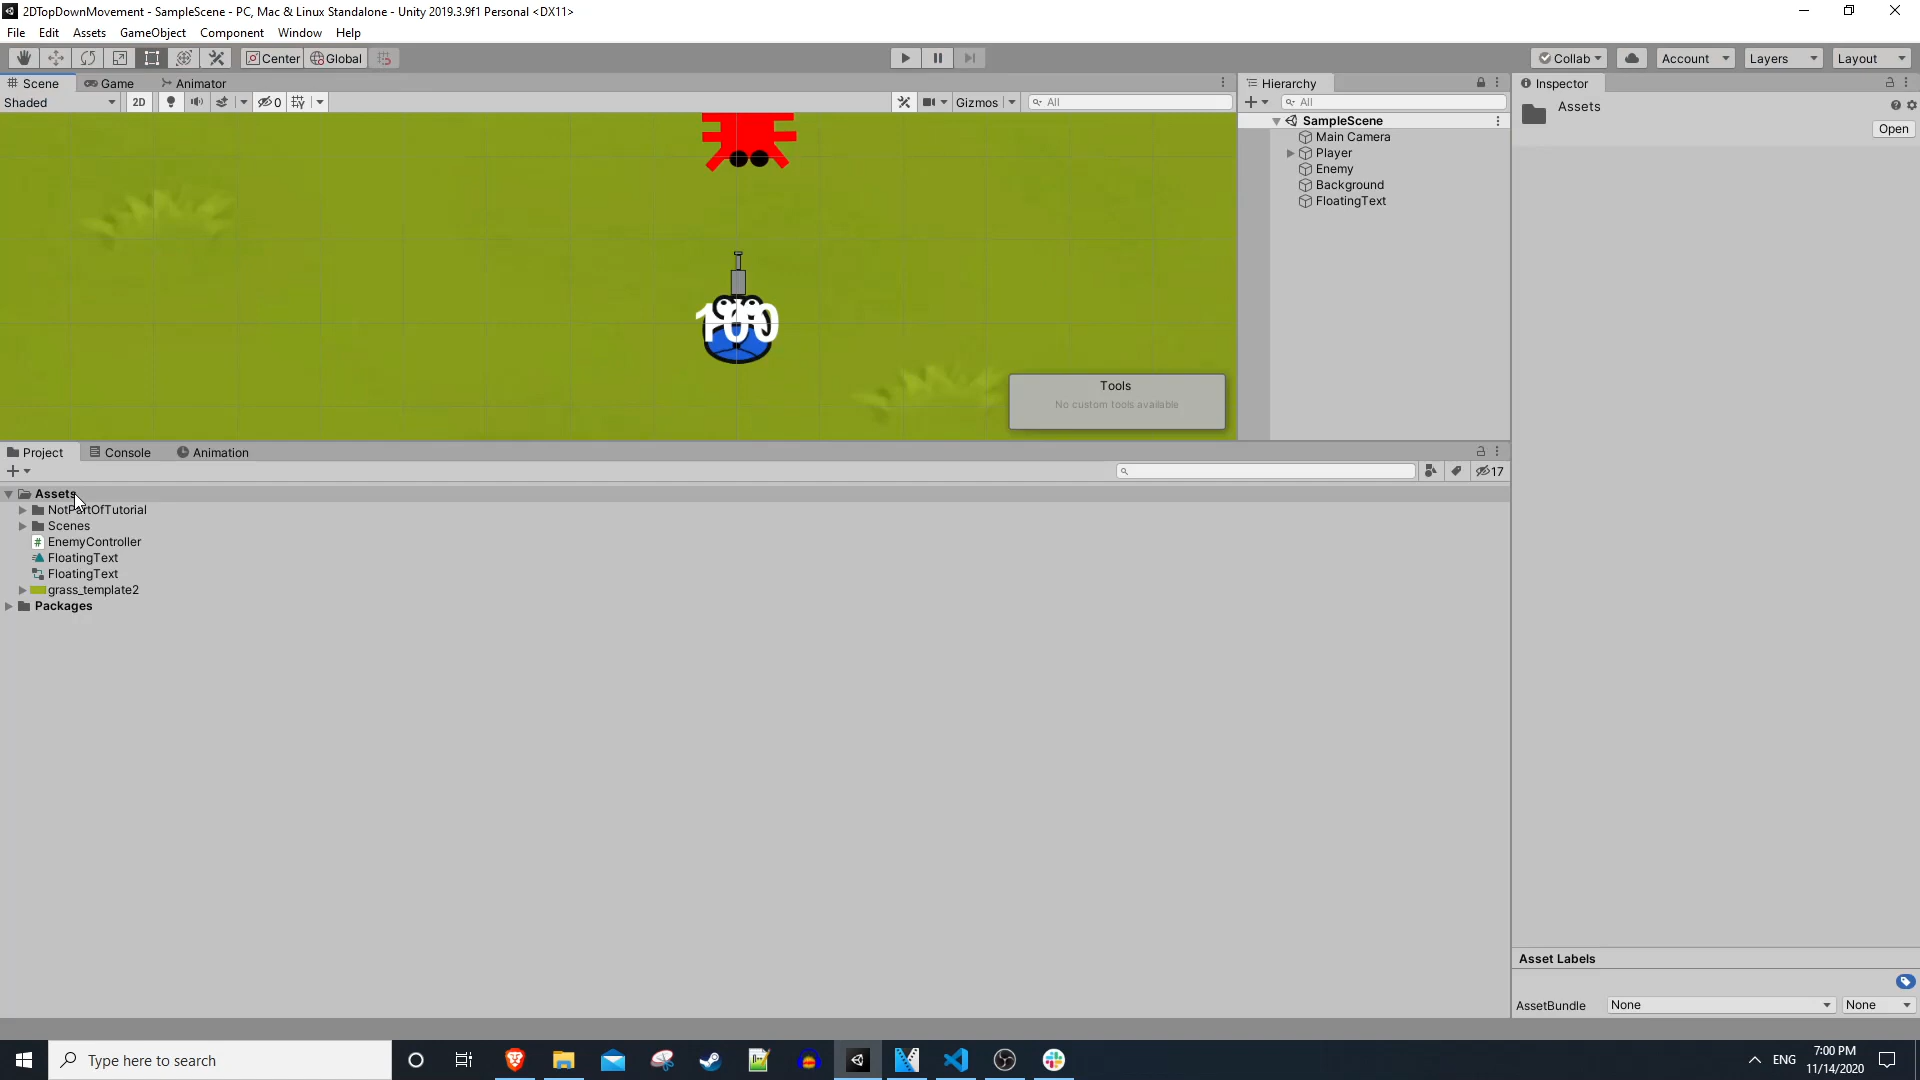 2DTopDownMovement - SampleScene - PC, Mac & Linux Standalone - Unity 2019.3.9f1 Personal <DX11>
File Edit Assets GameObject Component Window Help
Center Global Collab Account Layers Layout
Scene Game Animator
Shaded 2D 0 Gizmos All
Hierarchy
All
SampleScene
Main Camera
Player
Enemy
Background
FloatingText
Inspector
Assets
Open
100
Tools
No custom tools available
Project Console Animation
17
Assets
NotPartOfTutorial
Scenes
EnemyController
FloatingText
FloatingText
grass_template2
Packages
Asset Labels
AssetBundle None None
Type here to search
ENG
7:00 PM
11/14/2020